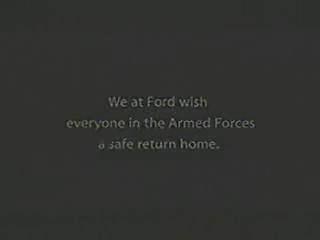 We at Ford wish
everyone in the Armed Forces
a safe return home.